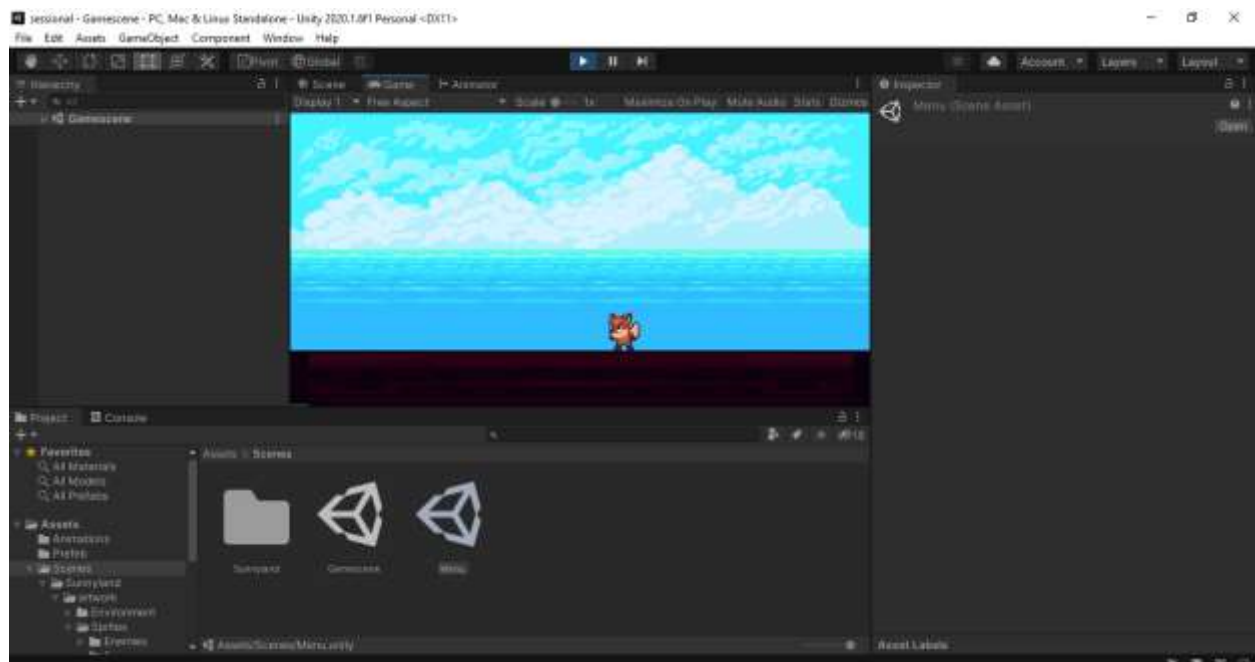 sessional - Gamescene - PC, Mac & Linux Standalone - Unity 2020.1.6f1 Personal <DX11>
File Edit Assets GameObject Component Window Help
Pivot Global Account Layers Layout
Hierarchy Scene Game Animator Inspector
Display 1 Free Aspect Scale 1x Maximize On Play Mute Audio Stats Gizmos
Menu (Scene Asset)
Open
Gamescene
Project Console
Favorites
All Materials
All Models
All Prefabs
Assets
Animations
Prefeb
Scenes
Sunnyland
artwork
Environment
Sprites
Enemies
Assets > Scenes
Sunnyland Gamescene Menu
Assets/Scenes/Menu.unity
Asset Labels